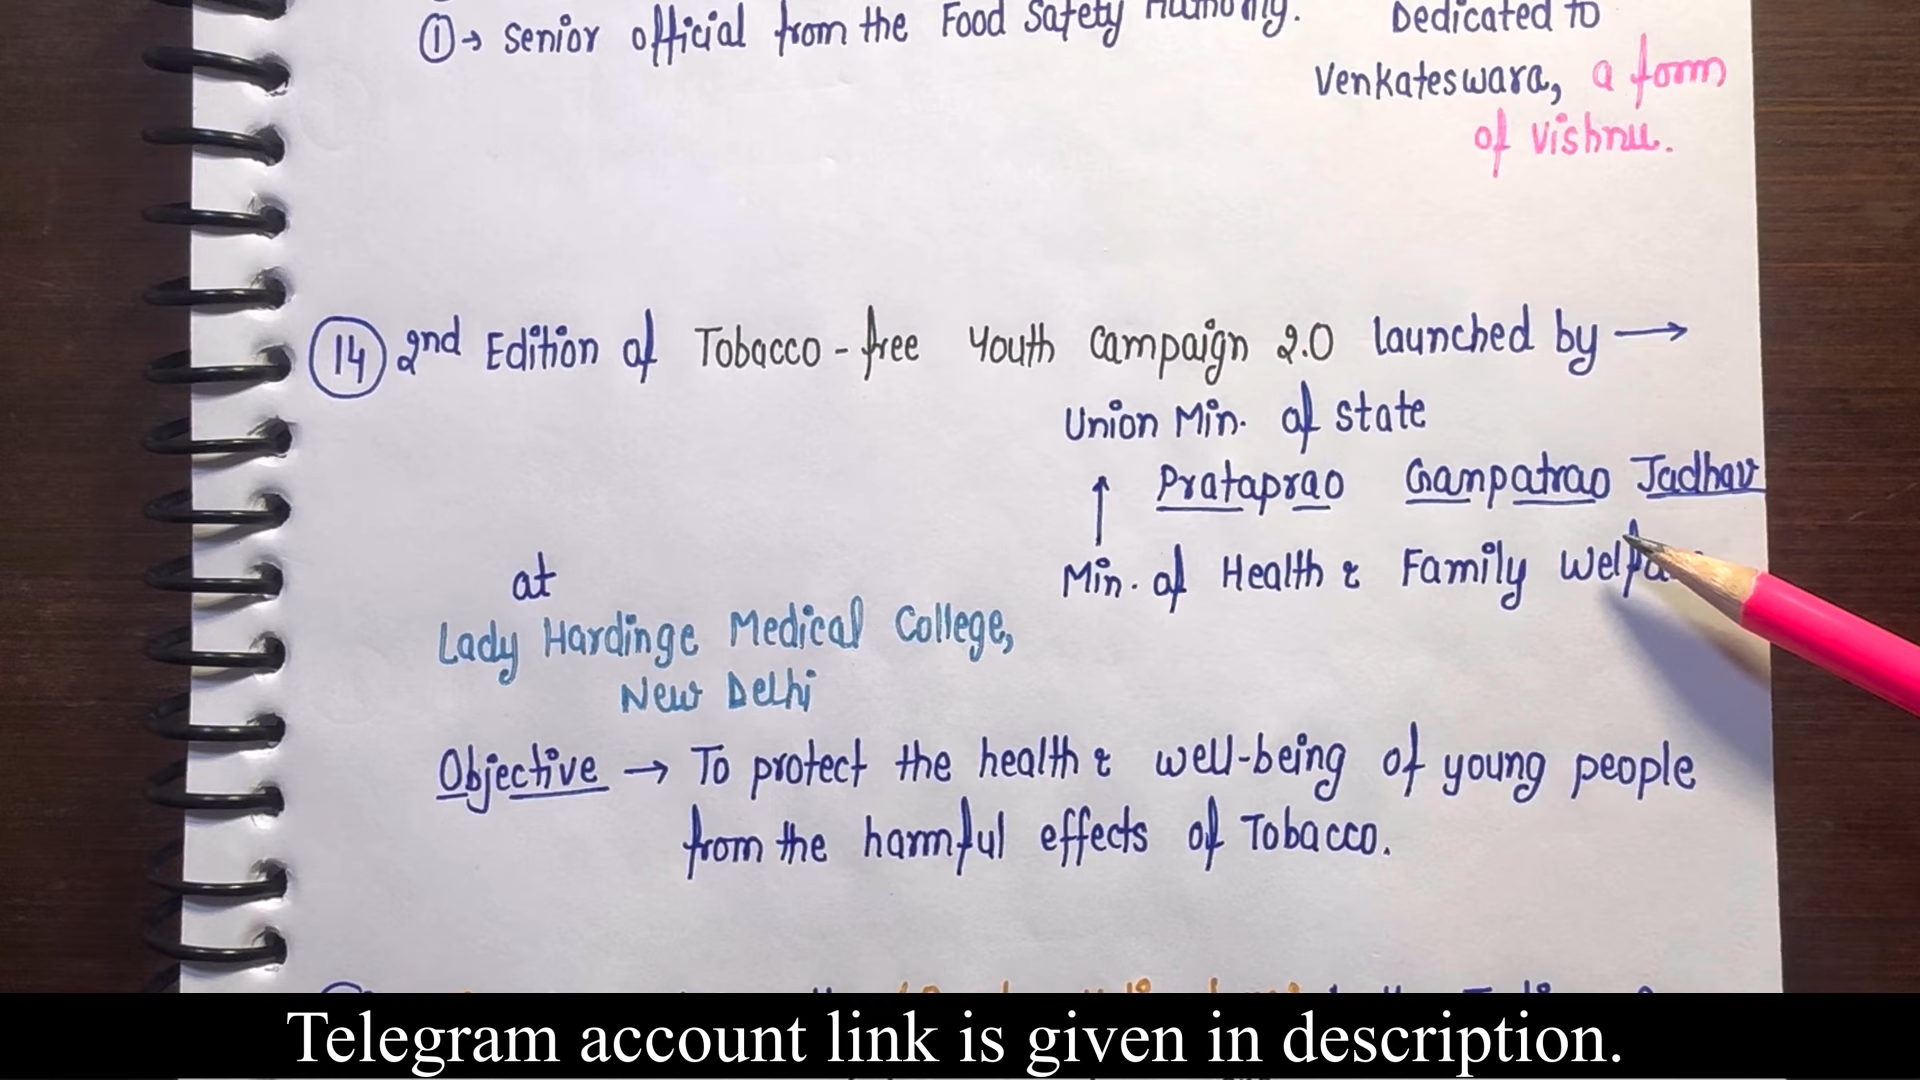 ① → Senior official from the Food Safety Authority.
Dedicated to
Venkateswara, a form
of Vishnu.
14 2nd Edition of Tobacco-free Youth Campaign 2.0 launched by →
Union Min. of state
↑ Prataprao Ganpatrao Jadhav
Min. of Health & Family Welfa
at
Lady Hardinge Medical College,
New Delhi
Objective → To protect the health & well-being of young people
from the harmful effects of Tobacco.
Telegram account link is given in description.